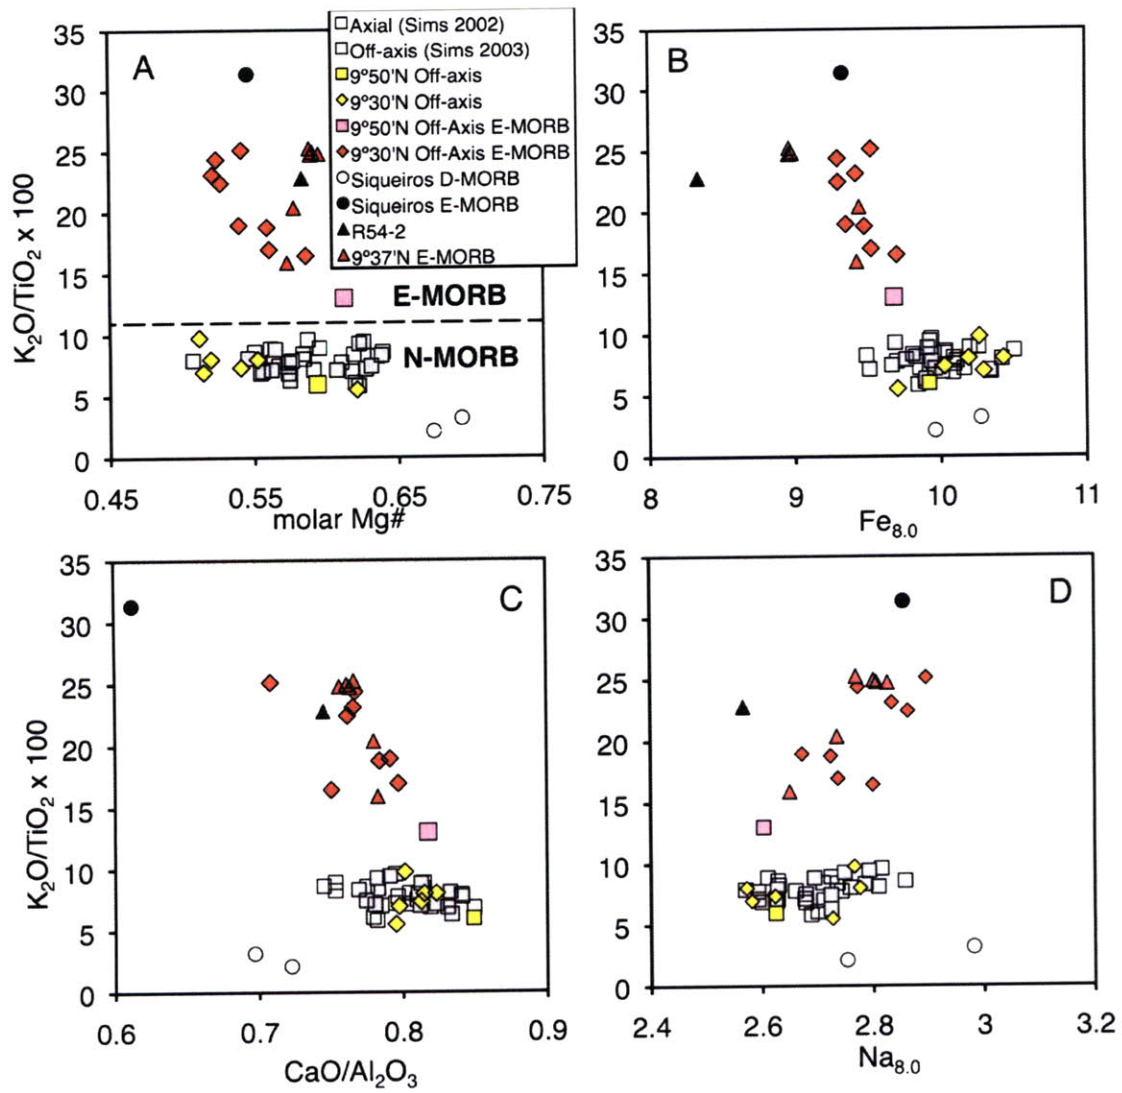 A
35
30
25
20
15
10
5
0
K₂O/TiO₂ x 100
0.45 0.55 0.65 0.75
molar Mg#
Axial (Sims 2002)
Off-axis (Sims 2003)
9°50'N Off-axis
9°30'N Off-axis
9°50'N Off-Axis E-MORB
9°30'N Off-Axis E-MORB
Siqueiros D-MORB
Siqueiros E-MORB
R54-2
9°37'N E-MORB
E-MORB
N-MORB
B
35
30
25
20
15
10
5
0
8 9 10 11
Fe₈.₀
C
35
30
25
20
15
10
5
0
K₂O/TiO₂ x 100
0.6 0.7 0.8 0.9
CaO/Al₂O₃
D
35
30
25
20
15
10
5
0
2.4 2.6 2.8 3 3.2
Na₈.₀